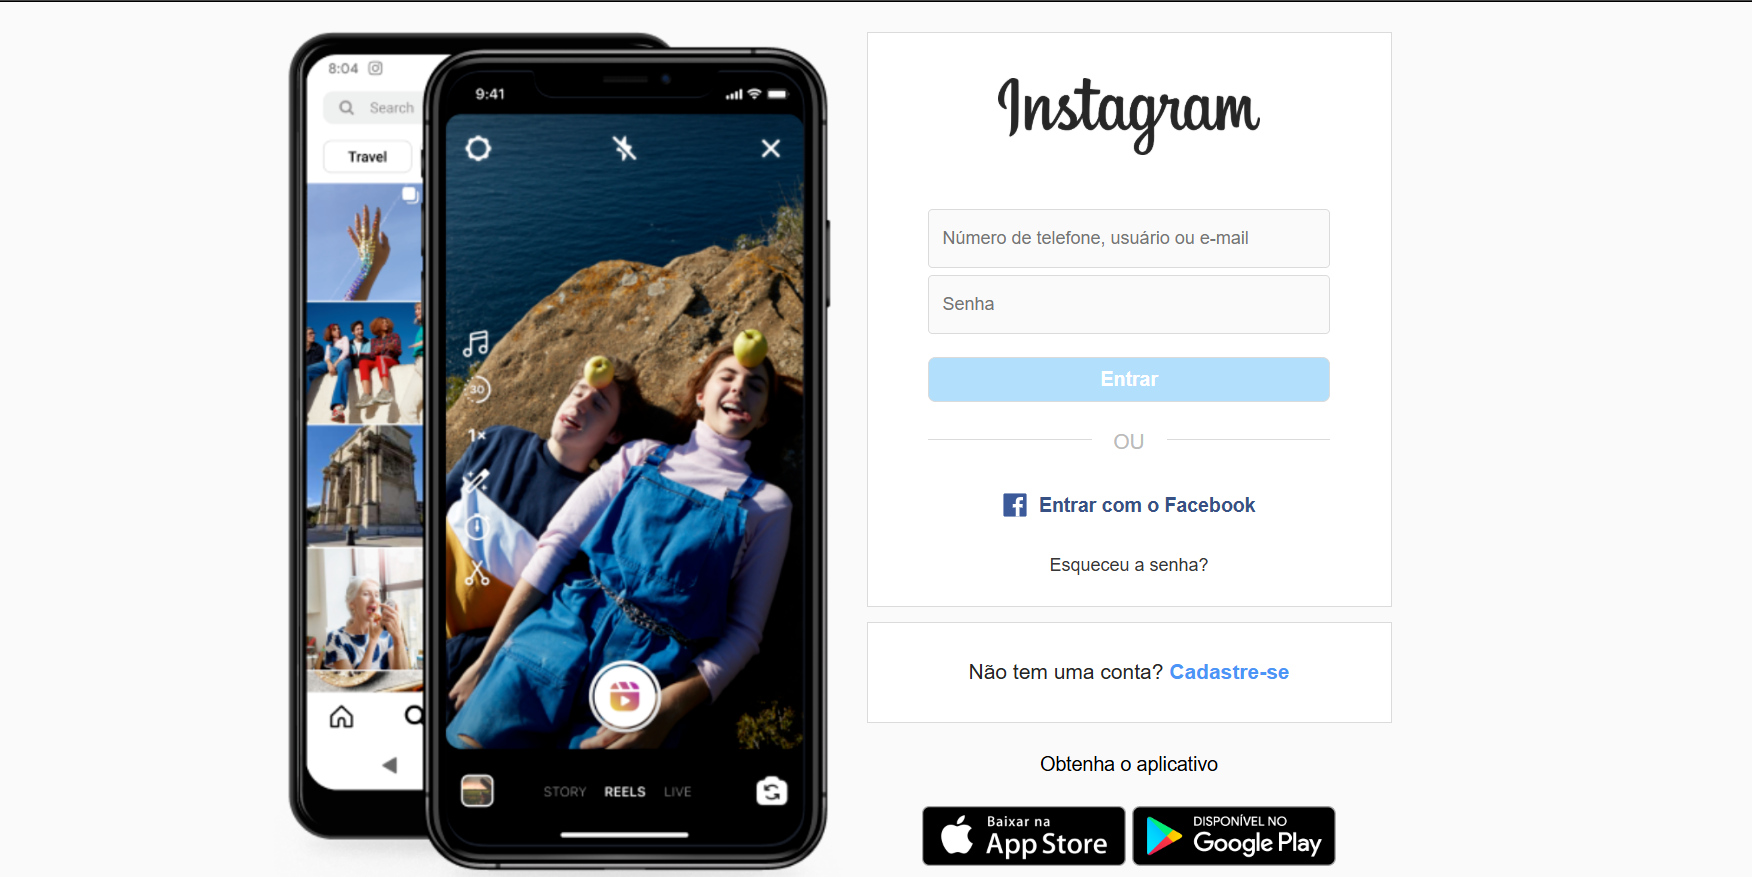 8:04
Search
Travel
9:41
30
1×
STORY REELS LIVE
Instagram
Número de telefone, usuário ou e-mail
Senha
Entrar
OU
Entrar com o Facebook
Esqueceu a senha?
Não tem uma conta? Cadastre-se
Obtenha o aplicativo
Baixar na
App Store
DISPONÍVEL NO
Google Play